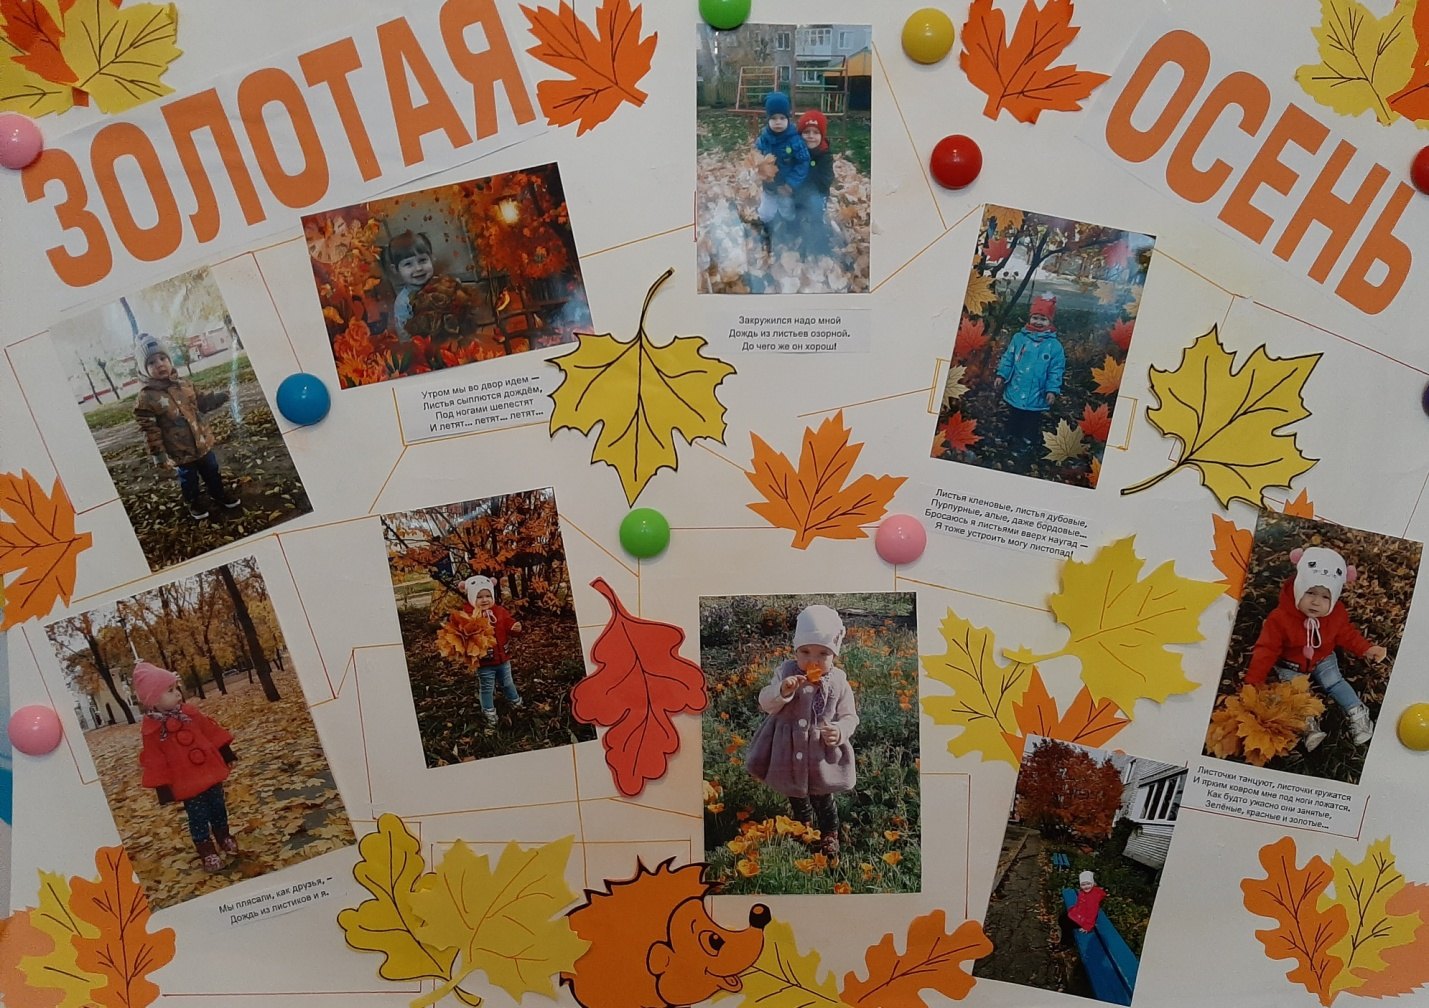 ЗОЛОТАЯ
ОСЕНЬ
Утром мы во двор идем –
Листья сыплются дождём,
Под ногами шелестят
И летят... летят... летят...
Закружился надо мной
Дождь из листьев озорной.
До чего же он хорош!
Листья кленовые, листья дубовые,
Пурпурные, алые, даже бордовые...
Бросаюсь я листьями вверх наугад –
Я тоже устроить могу листопад!
Листочки танцуют, листочки кружатся
И ярким ковром мне под ноги ложатся.
Как будто ужасно они занятые,
Зелёные, красные и золотые...
Мы плясали, как друзья, –
Дождь из листиков и я.